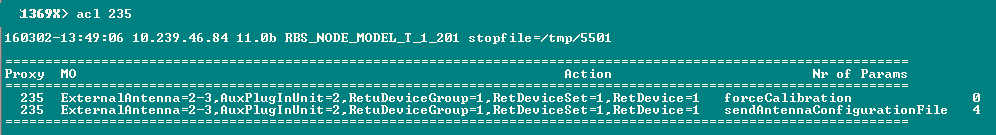 1369X> acl 235
160302-13:49:06 10.239.46.84 11.0b RBS_NODE_MODEL_T_1_201 stopfile=/tmp/5501
=================================================================================================================
Proxy MO Action Nr of Params
=================================================================================================================
235 ExternalAntenna=2-3,AuxPlugInUnit=2,RetuDeviceGroup=1,RetDeviceSet=1,RetDevice=1 forceCalibration 0
235 ExternalAntenna=2-3,AuxPlugInUnit=2,RetuDeviceGroup=1,RetDeviceSet=1,RetDevice=1 sendAntennaConfigurationFile 4
=================================================================================================================